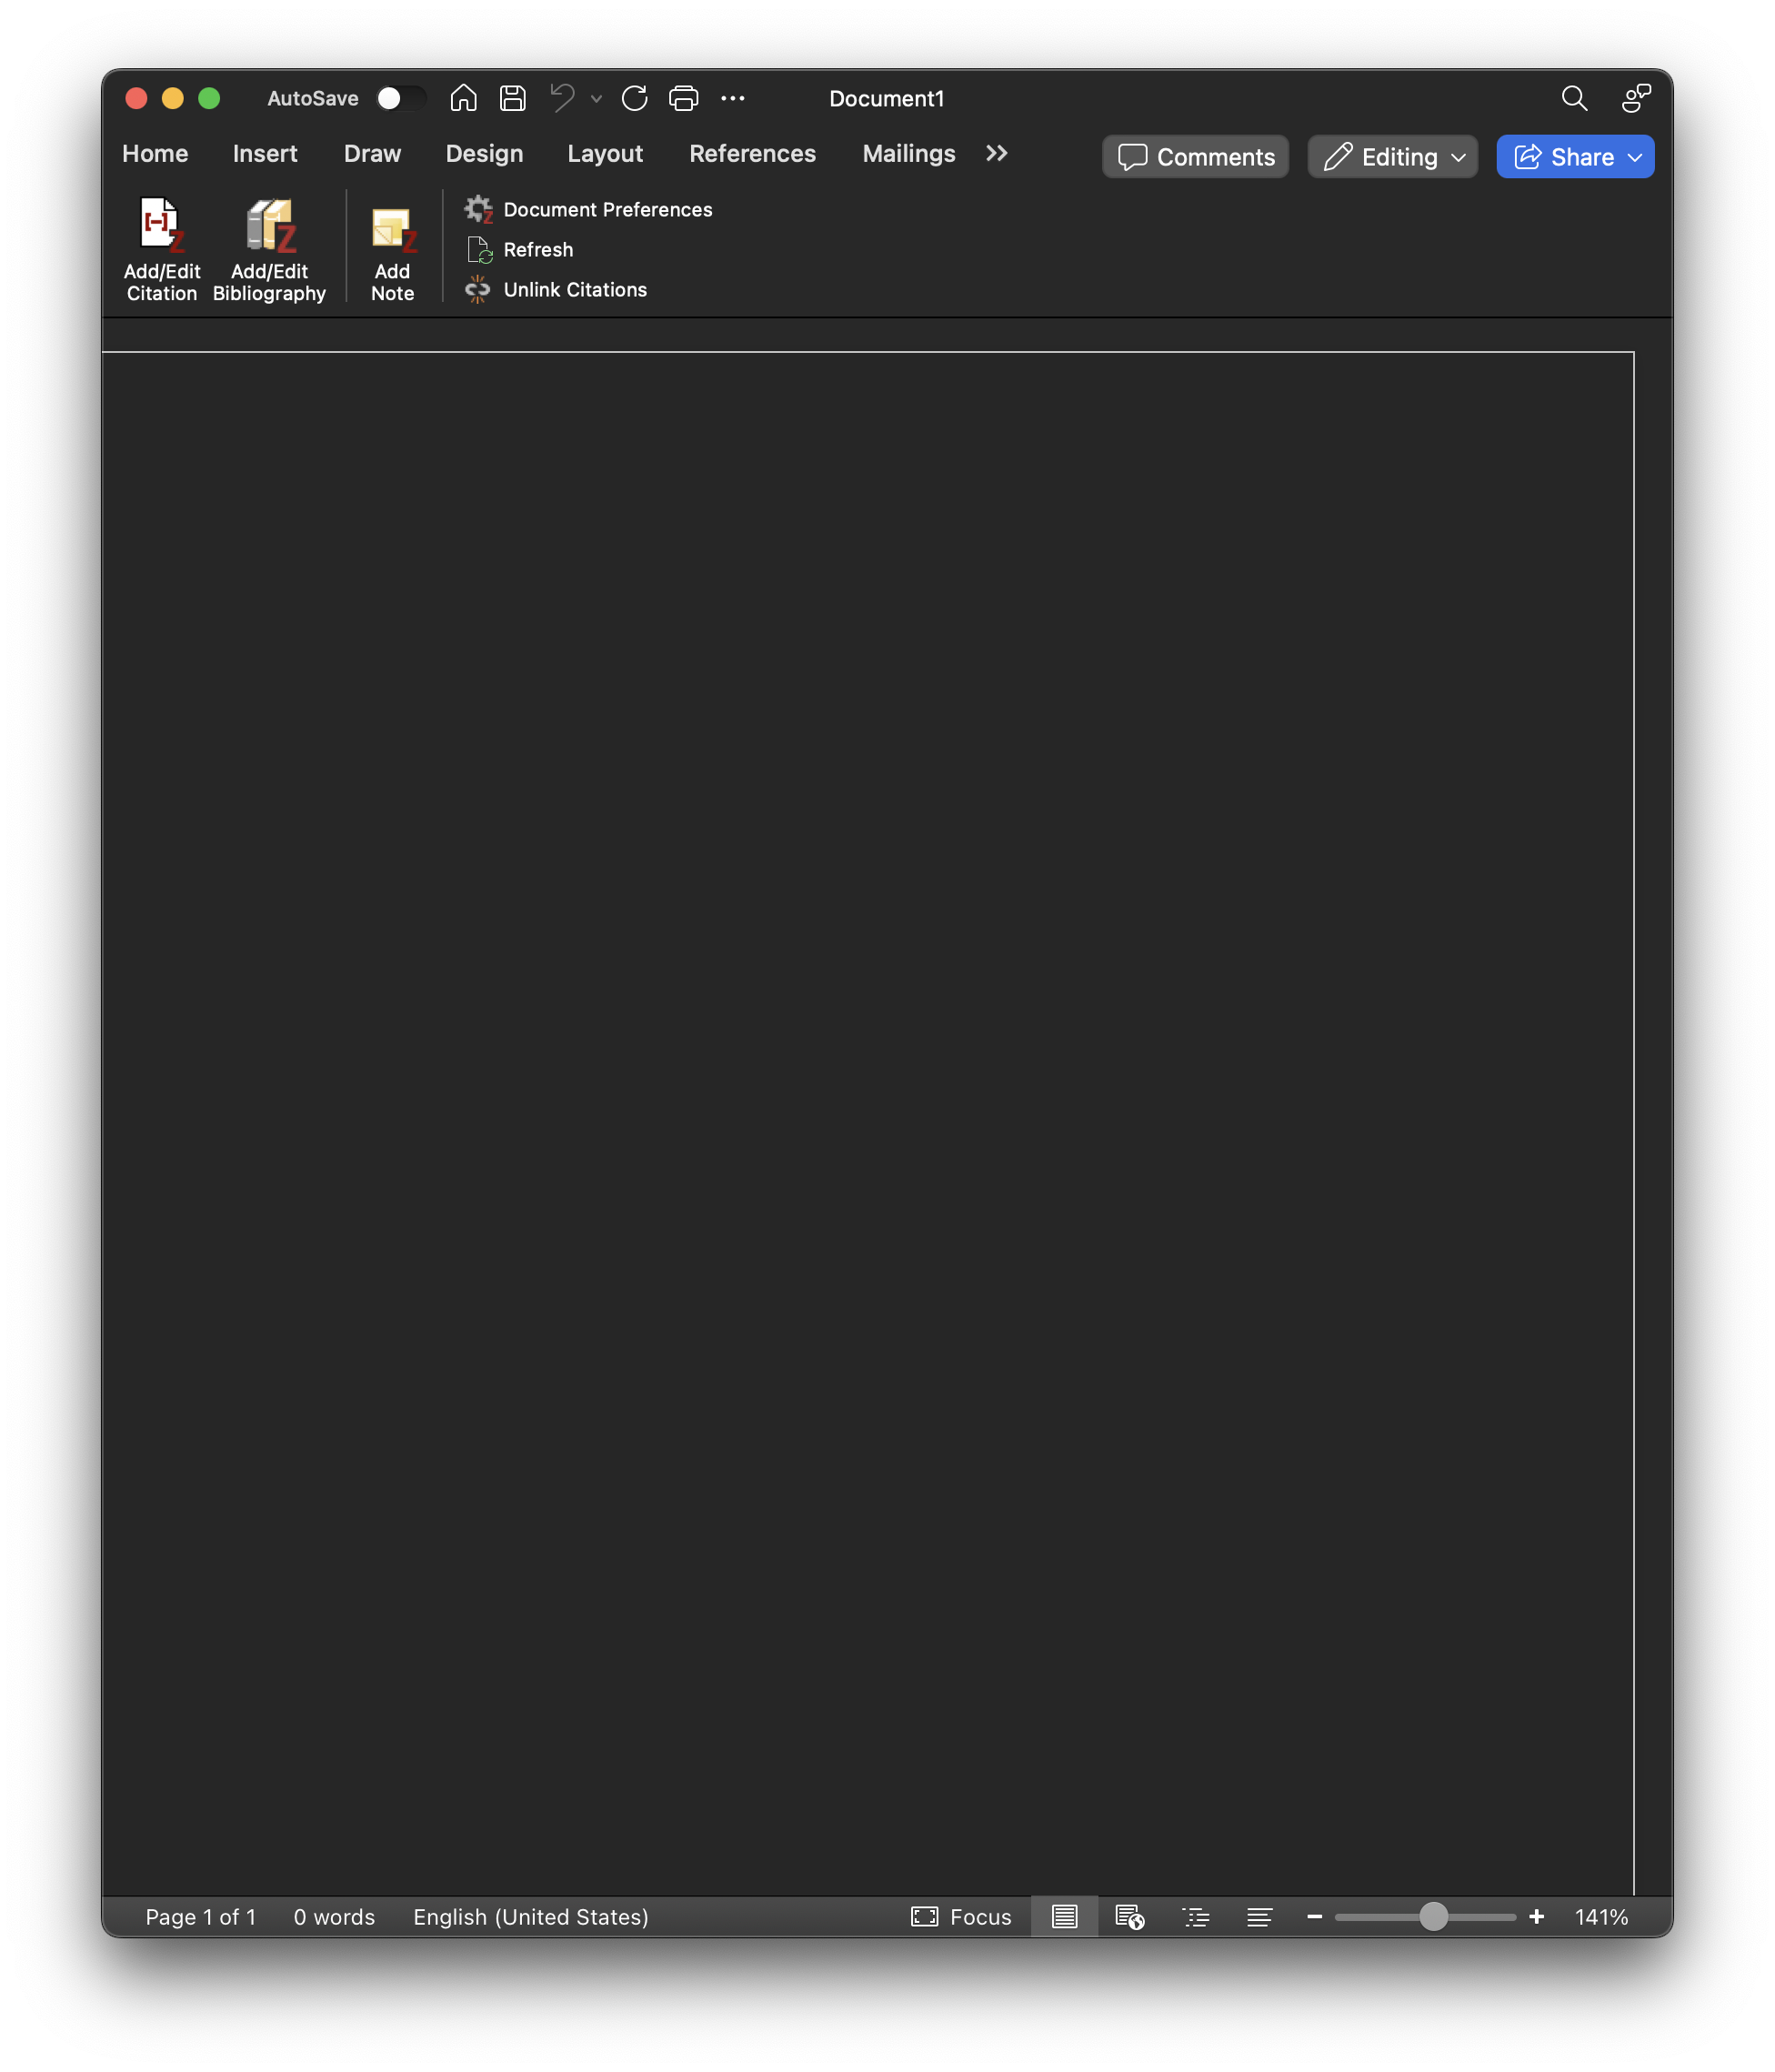 AutoSave Document1
Home Insert Draw Design Layout References Mailings Comments Editing Share
Add/Edit Citation
Add/Edit Bibliography
Add Note
Document Preferences
Refresh
Unlink Citations
Page 1 of 1 0 words English (United States) Focus 141%